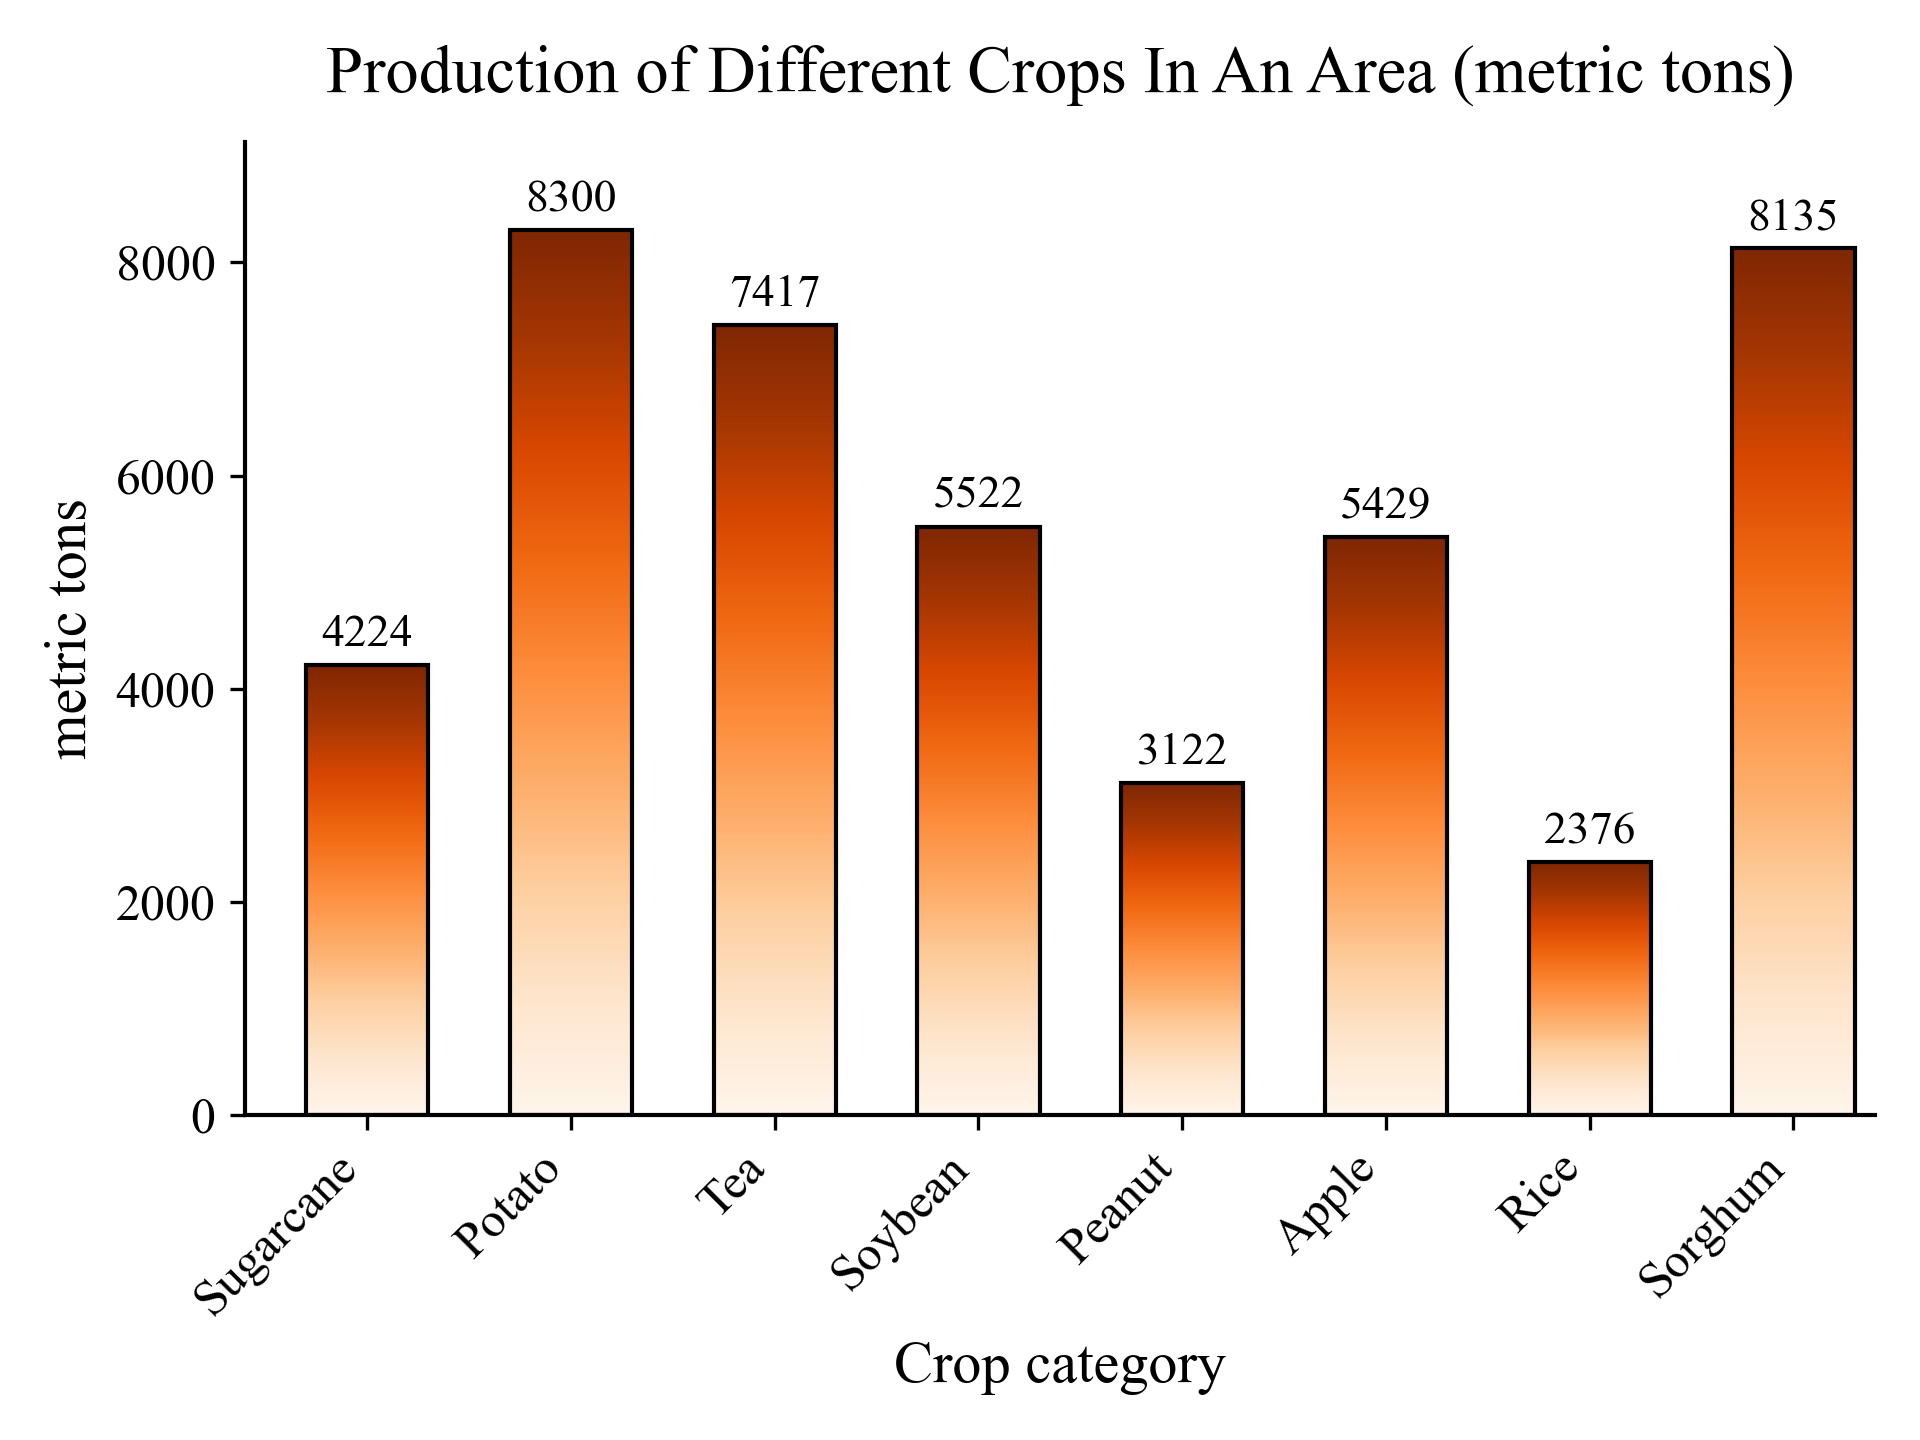 Production of Different Crops In An Area (metric tons)
metric tons
8000
6000
4000
2000
0
4224
8300
7417
5522
3122
5429
2376
8135
Sugarcane
Potato
Tea
Soybean
Peanut
Apple
Rice
Sorghum
Crop category